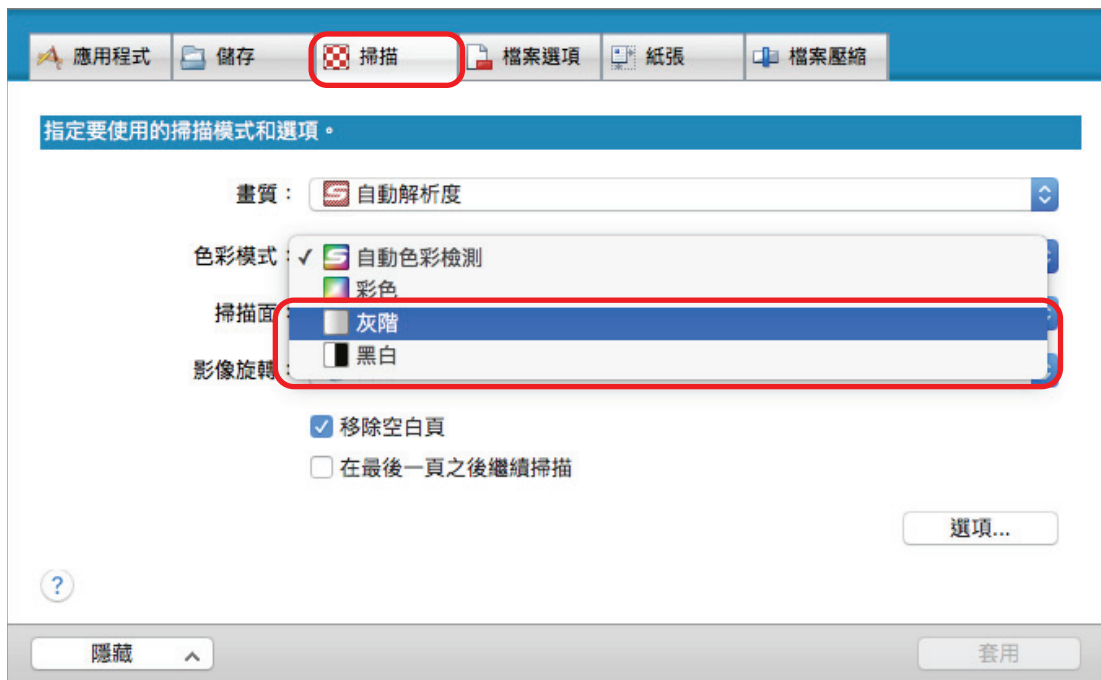 應用程式 儲存 掃描 檔案選項 紙張 檔案壓縮
指定要使用的掃描模式和選項。
畫質： 自動解析度
色彩模式： ✓ 自動色彩檢測
彩色
掃描面： 灰階
黑白
影像旋轉：
移除空白頁
在最後一頁之後繼續掃描
選項...
?
隱藏 套用